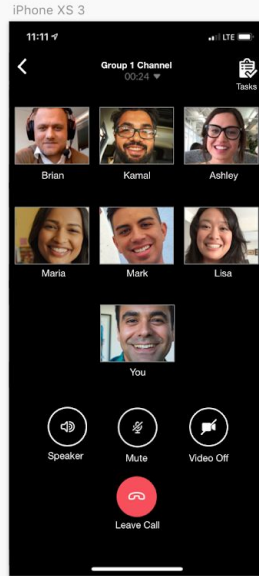 iPhone XS 3
11:11
LTE
Group 1 Channel
00:24
Tasks
Brian
Kamal
Ashley
Maria
Mark
Lisa
You
Speaker
Mute
Video Off
Leave Call